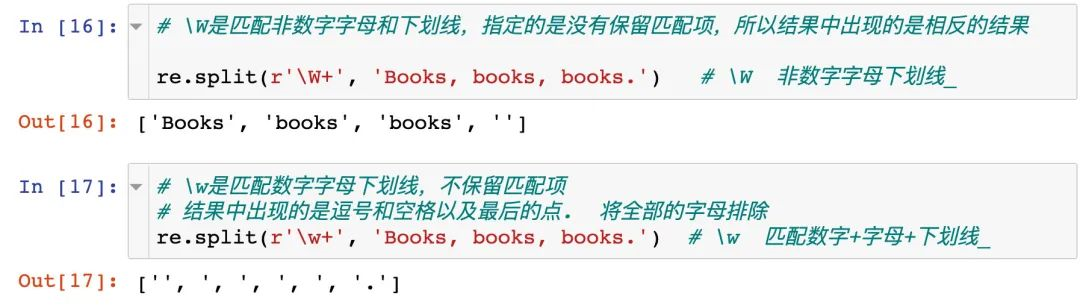 In [16]: # \W是匹配非数字字母和下划线，指定的是没有保留匹配项，所以结果中出现的是相反的结果
re.split(r'\W+', 'Books, books, books.')   # \W  非数字字母下划线_
Out[16]: ['Books', 'books', 'books', '']
In [17]: # \w是匹配数字字母下划线，不保留匹配项
# 结果中出现的是逗号和空格以及最后的点.  将全部的字母排除
re.split(r'\w+', 'Books, books, books.')  # \w  匹配数字+字母+下划线_
Out[17]: ['', ', ', ', ', '.']